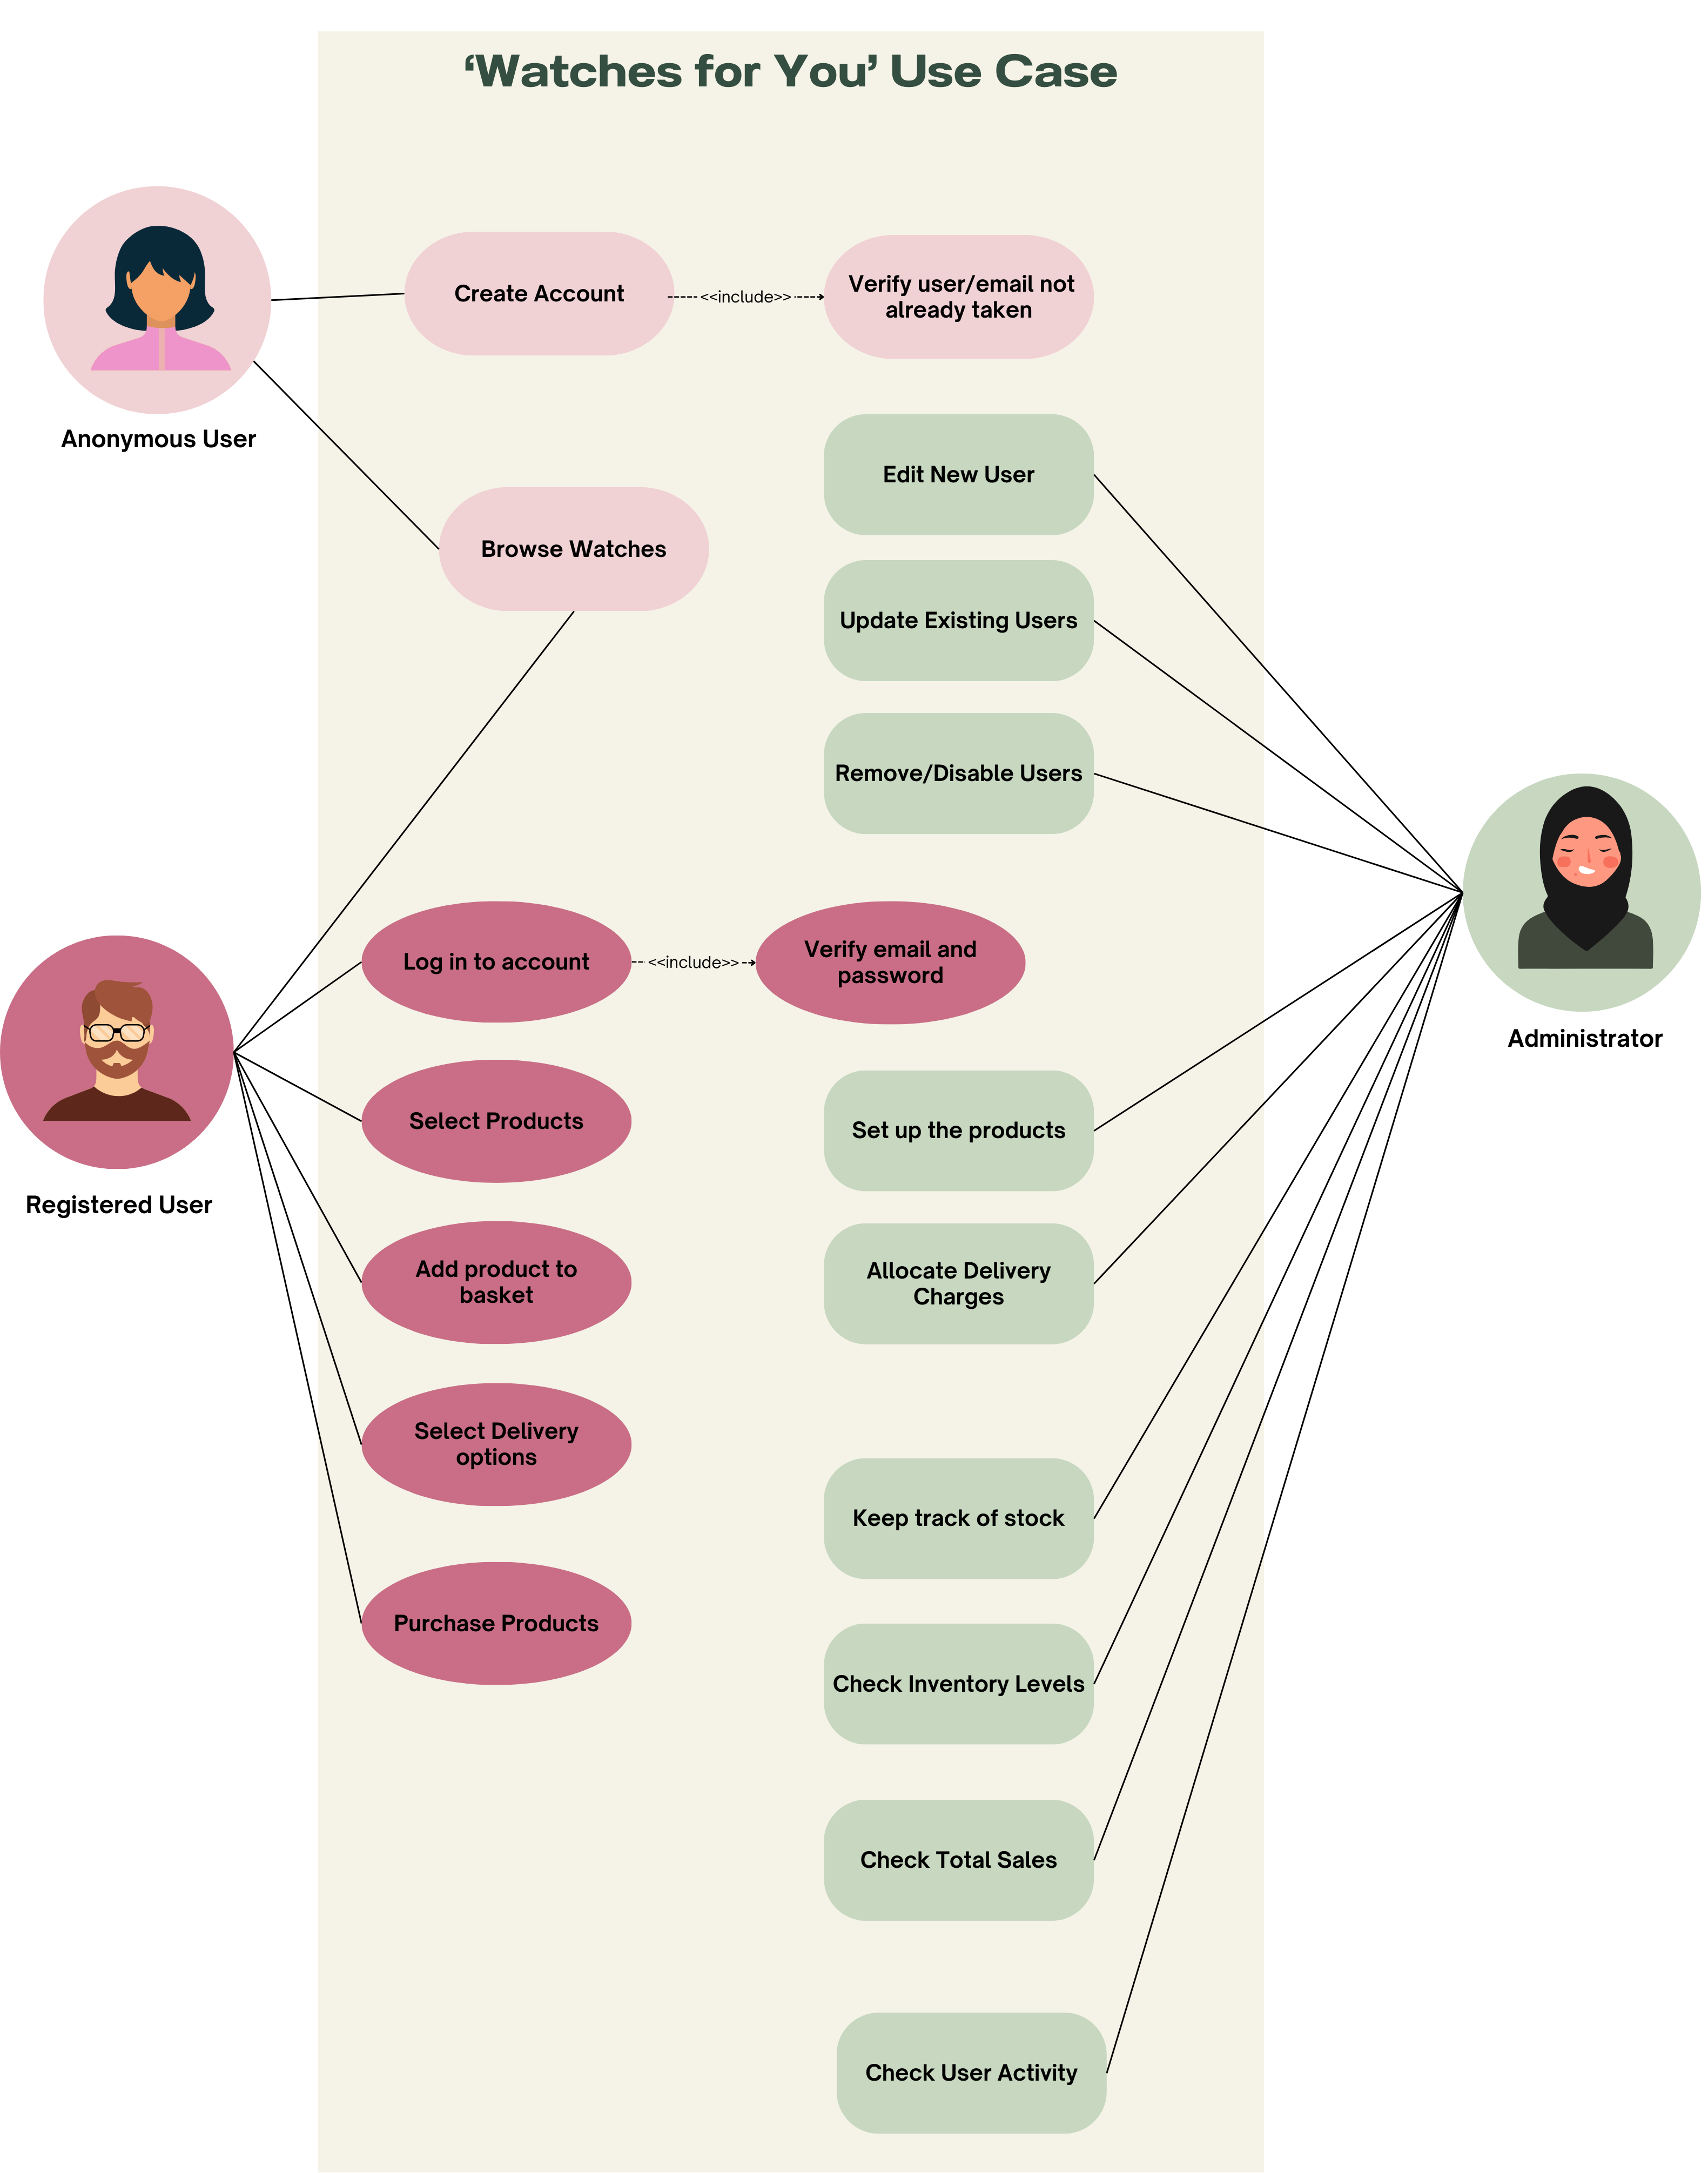 ‘Watches for You’ Use Case
Anonymous User
Create Account
<<include>>
Verify user/email not
already taken
Browse Watches
Edit New User
Update Existing Users
Remove/Disable Users
Administrator
Registered User
Log in to account
<<include>>
Verify email and
password
Select Products
Set up the products
Add product to
basket
Allocate Delivery
Charges
Select Delivery
options
Keep track of stock
Purchase Products
Check Inventory Levels
Check Total Sales
Check User Activity